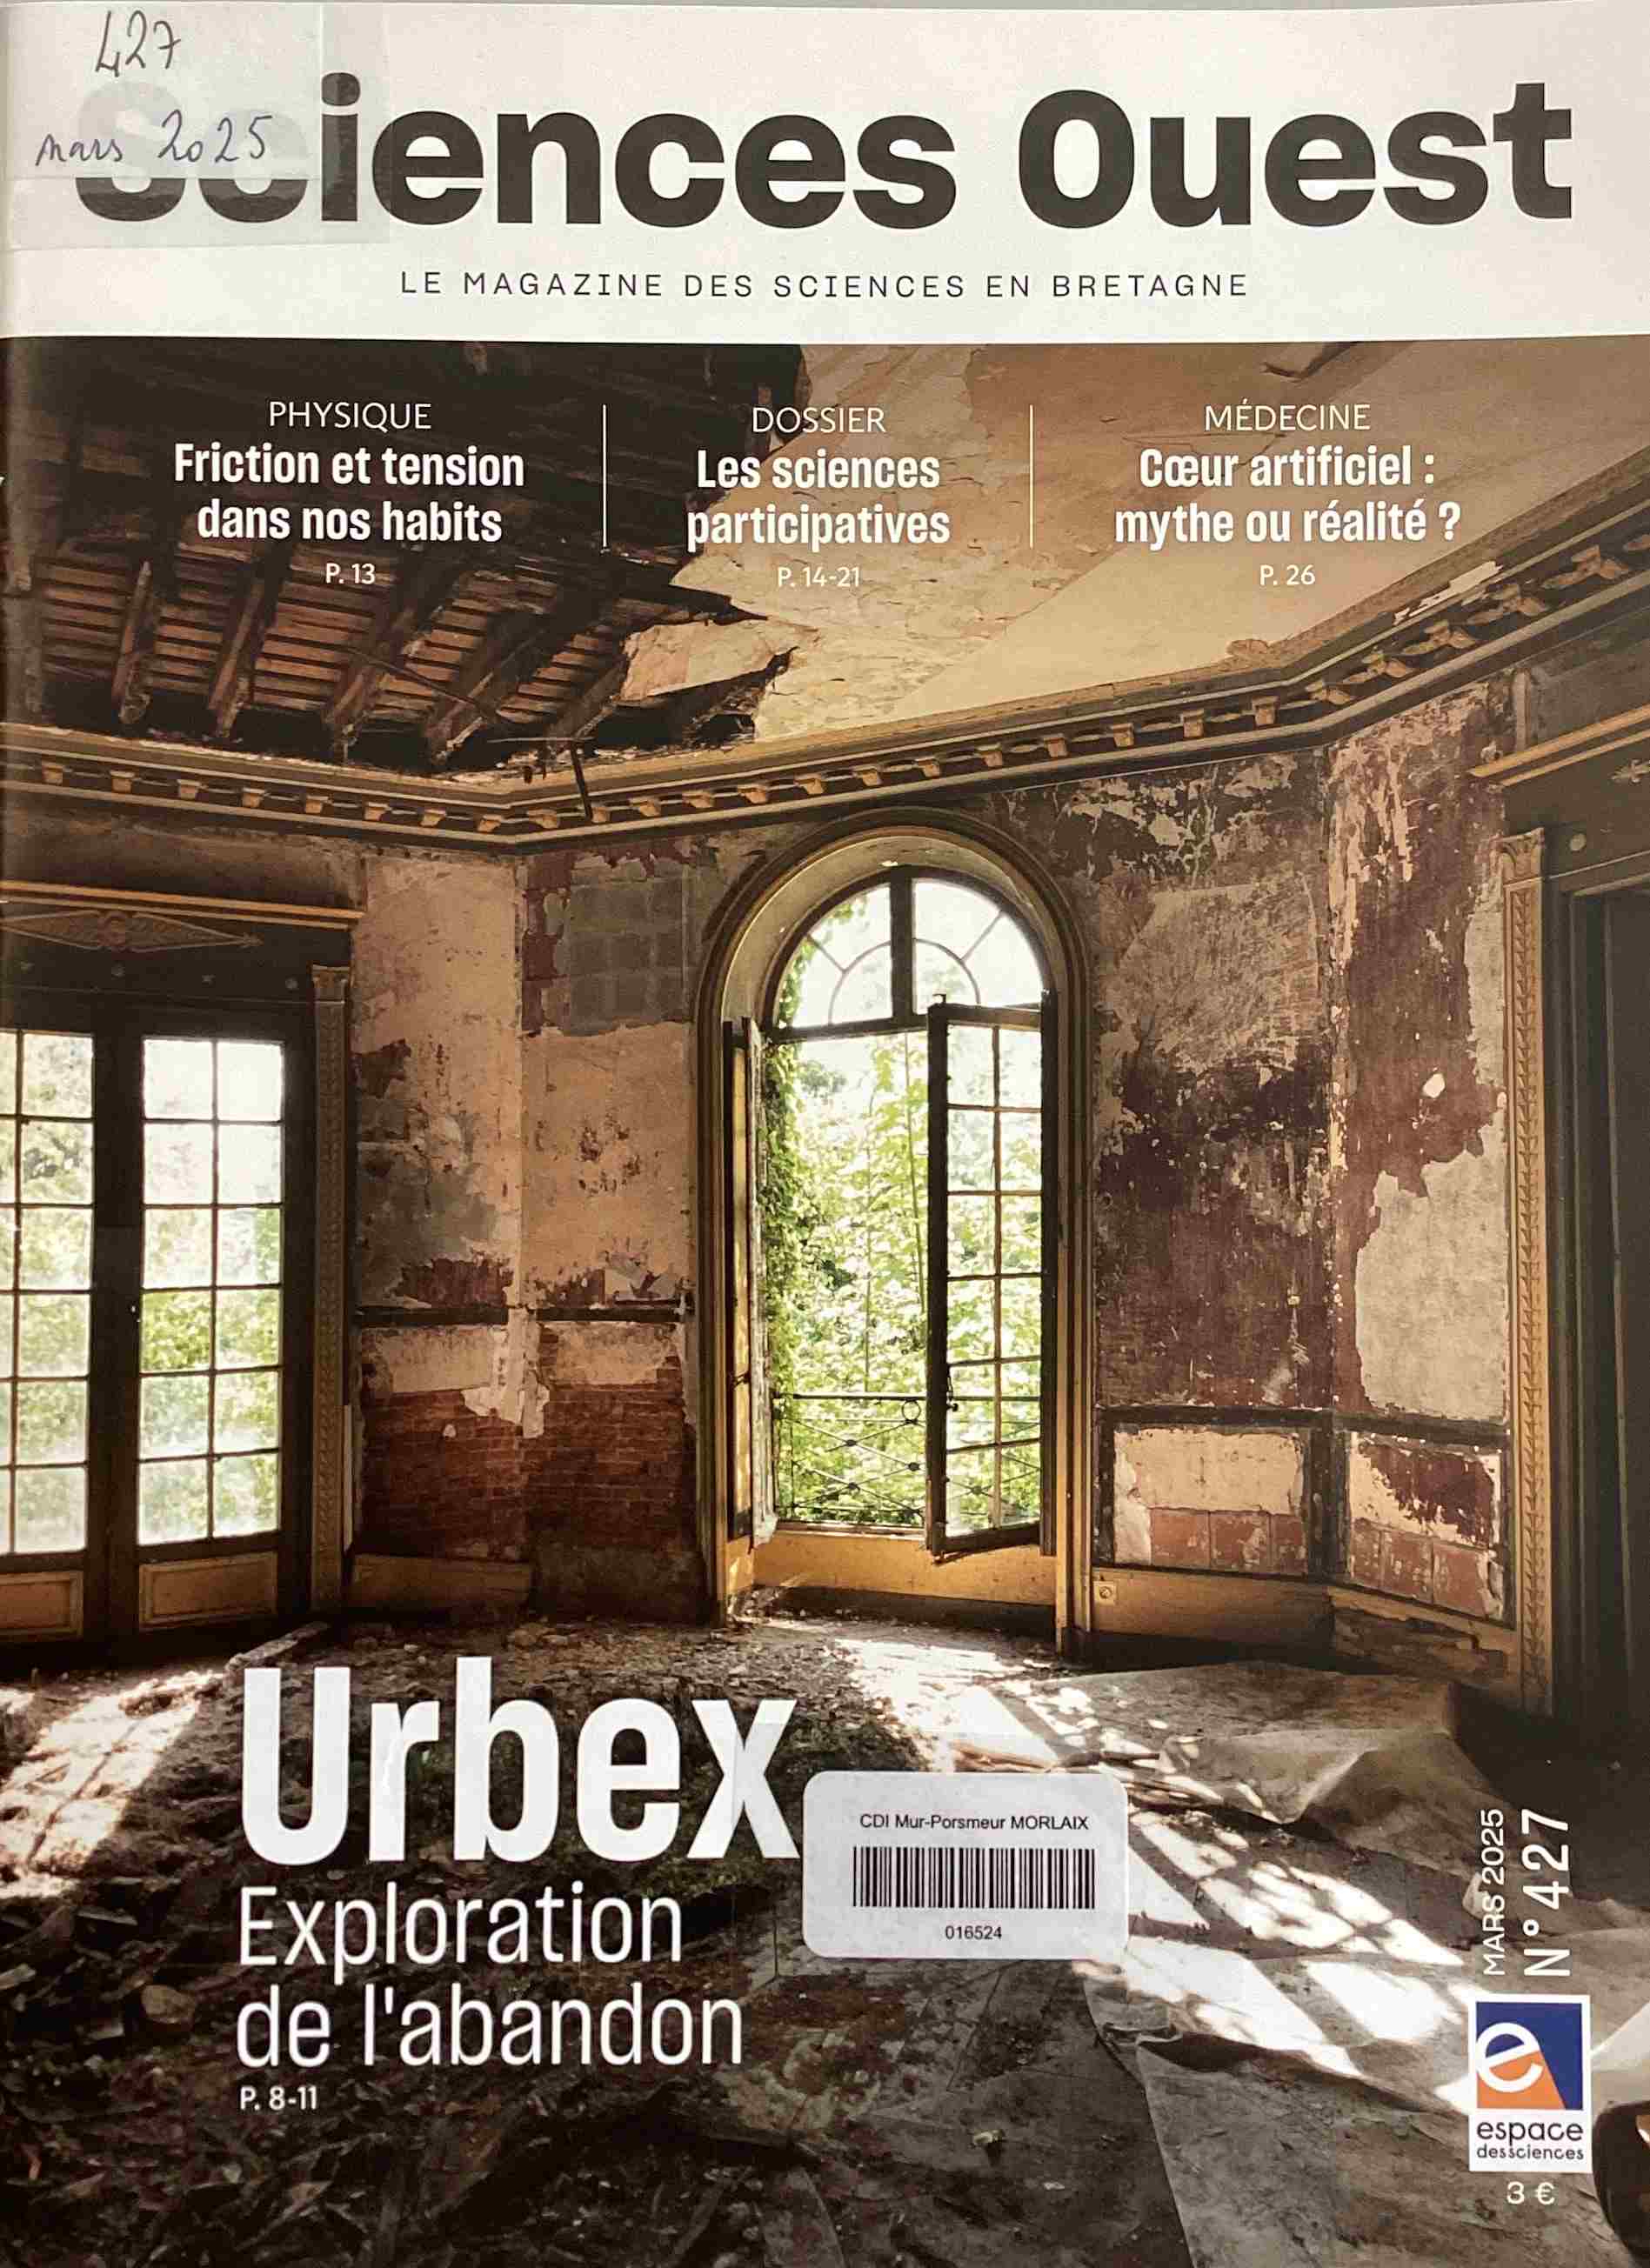 427
mars 2025
Sciences Ouest
LE MAGAZINE DES SCIENCES EN BRETAGNE
PHYSIQUE
Friction et tension
dans nos habits
P. 13
DOSSIER
Les sciences
participatives
P. 14-21
MÉDECINE
Cœur artificiel :
mythe ou réalité ?
P. 26
Urbex
Exploration
de l'abandon
P. 8-11
CDI Mur-Porsmeur MORLAIX
016524
MARS 2025
N°427
e
espace
des sciences
3 €